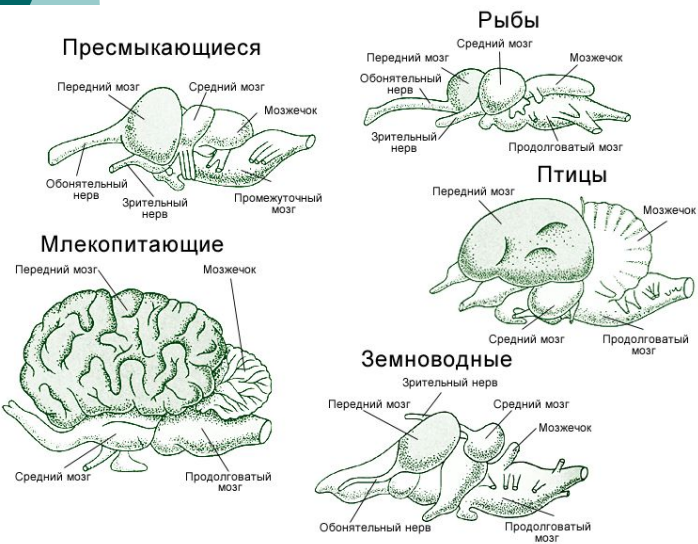 Пресмыкающиеся
Передний мозг
Средний мозг
Мозжечок
Обонятельный
нерв
Зрительный
нерв
Промежуточный
мозг
Рыбы
Средний мозг
Передний мозг
Мозжечок
Обонятельный
нерв
Зрительный
нерв
Продолговатый мозг
Птицы
Передний мозг
Мозжечок
Средний мозг
Продолговатый
мозг
Млекопитающие
Передний мозг
Мозжечок
Средний мозг
Продолговатый
мозг
Земноводные
Зрительный нерв
Передний мозг
Средний мозг
Мозжечок
Обонятельный нерв
Продолговатый
мозг